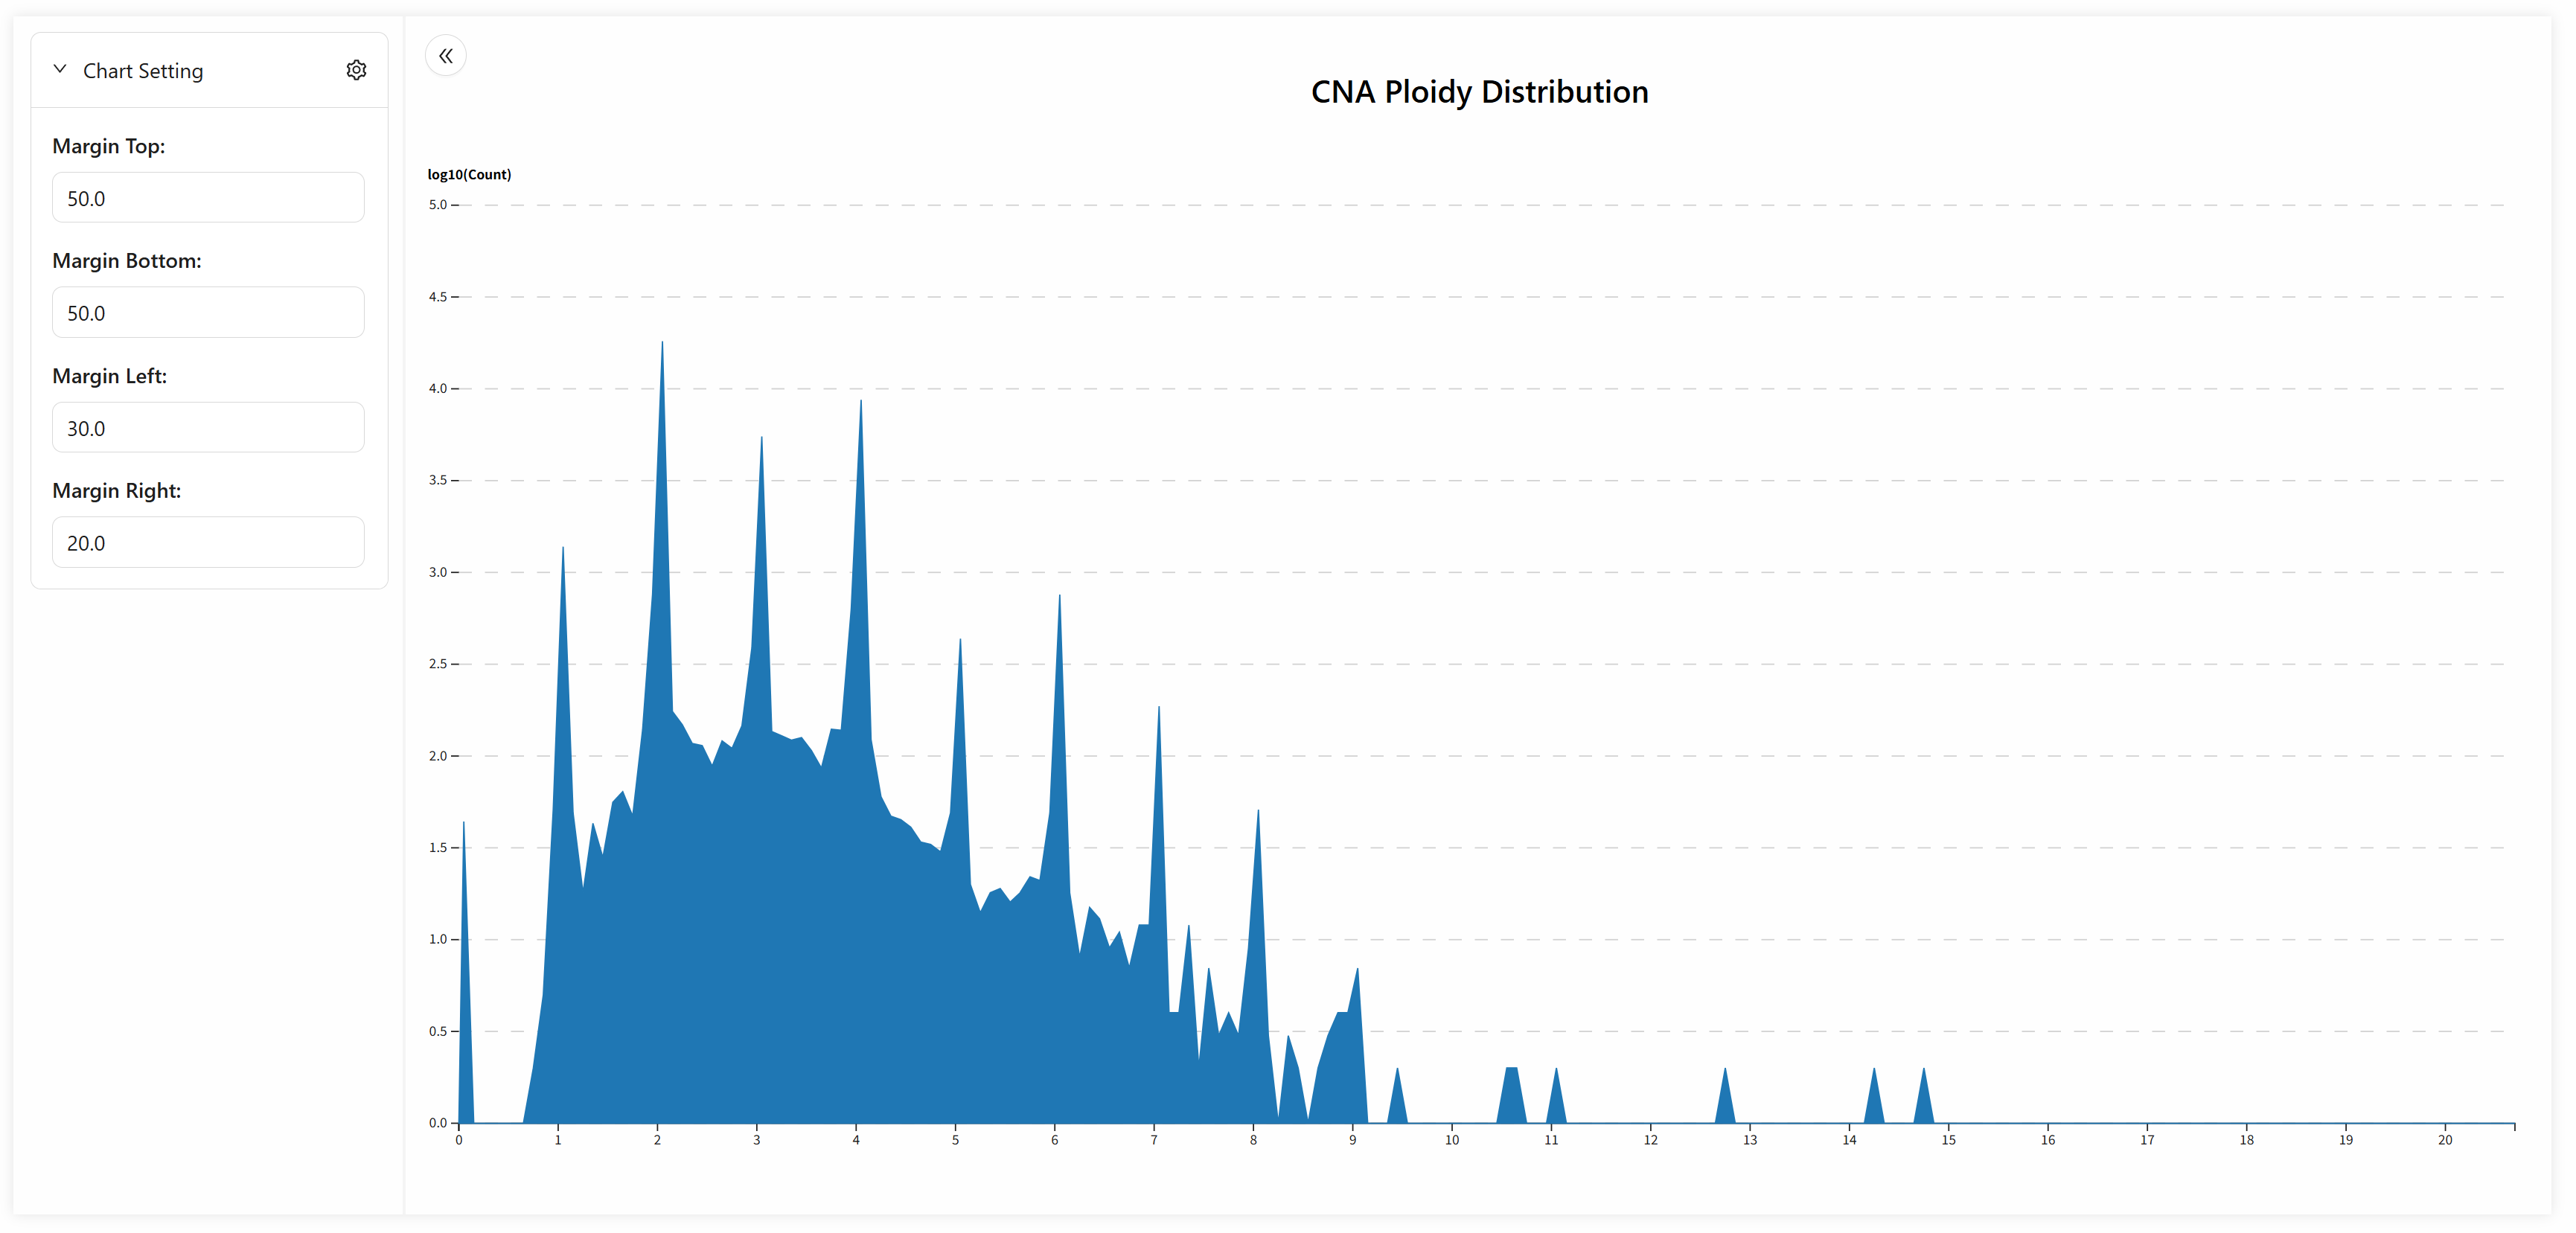 Chart Setting
Margin Top:
50.0
Margin Bottom:
50.0
Margin Left:
30.0
Margin Right:
20.0
CNA Ploidy Distribution
log10(Count)
5.0
4.5
4.0
3.5
3.0
2.5
2.0
1.5
1.0
0.5
0.0
0 1 2 3 4 5 6 7 8 9 10 11 12 13 14 15 16 17 18 19 20